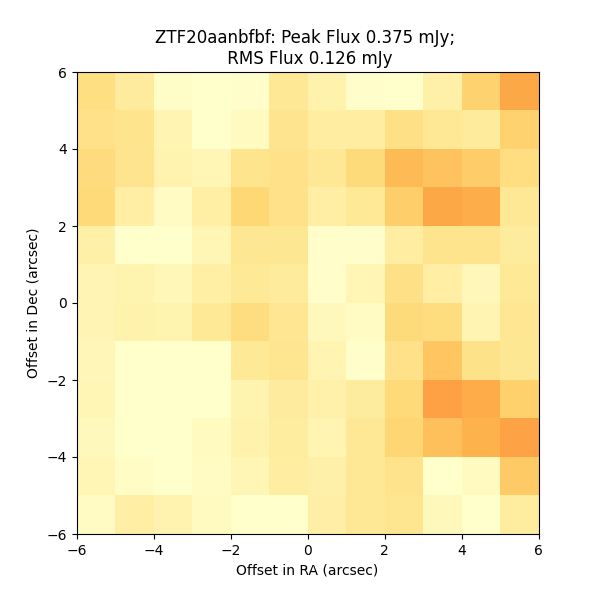 ZTF20aanbfbf: Peak Flux 0.375 mJy;
RMS Flux 0.126 mJy
6
4
2
0
−2
−4
−6
Offset in Dec (arcsec)
−6 −4 −2 0 2 4 6
Offset in RA (arcsec)